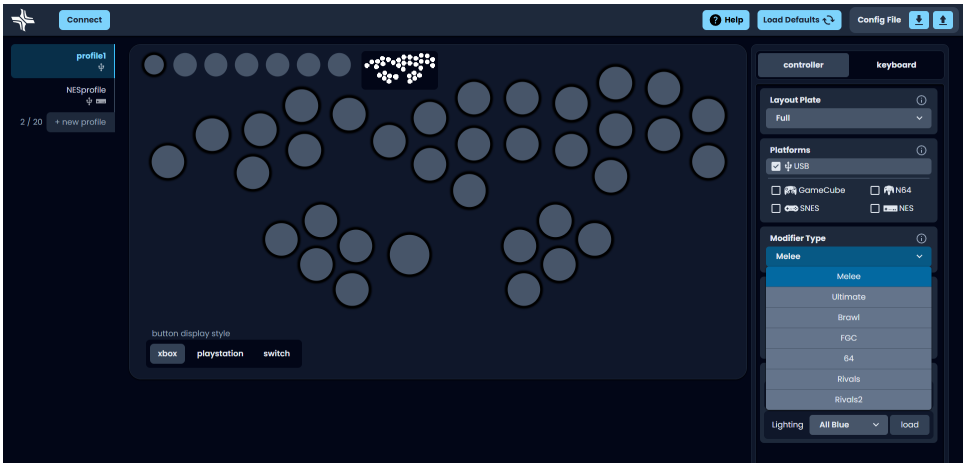 Connect
Help
Load Defaults
Config File
profile1
NESprofile
2 / 20
+ new profile
button display style
xbox
playstation
switch
controller
keyboard
Layout Plate
Full
Platforms
USB
GameCube
N64
SNES
NES
Modifier Type
Melee
Melee
Ultimate
Brawl
FGC
64
Rivals
Rivals2
Lighting
All Blue
load